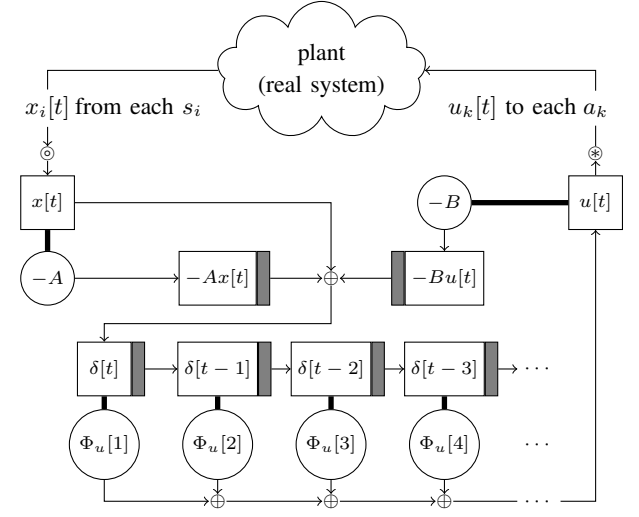 plant
(real system)
x_i[t] from each s_i
u_k[t] to each a_k
x[t]
−B
u[t]
−A
−Ax[t]
−Bu[t]
δ[t]
δ[t − 1]
δ[t − 2]
δ[t − 3]
···
Φ_u[1]
Φ_u[2]
Φ_u[3]
Φ_u[4]
···
···